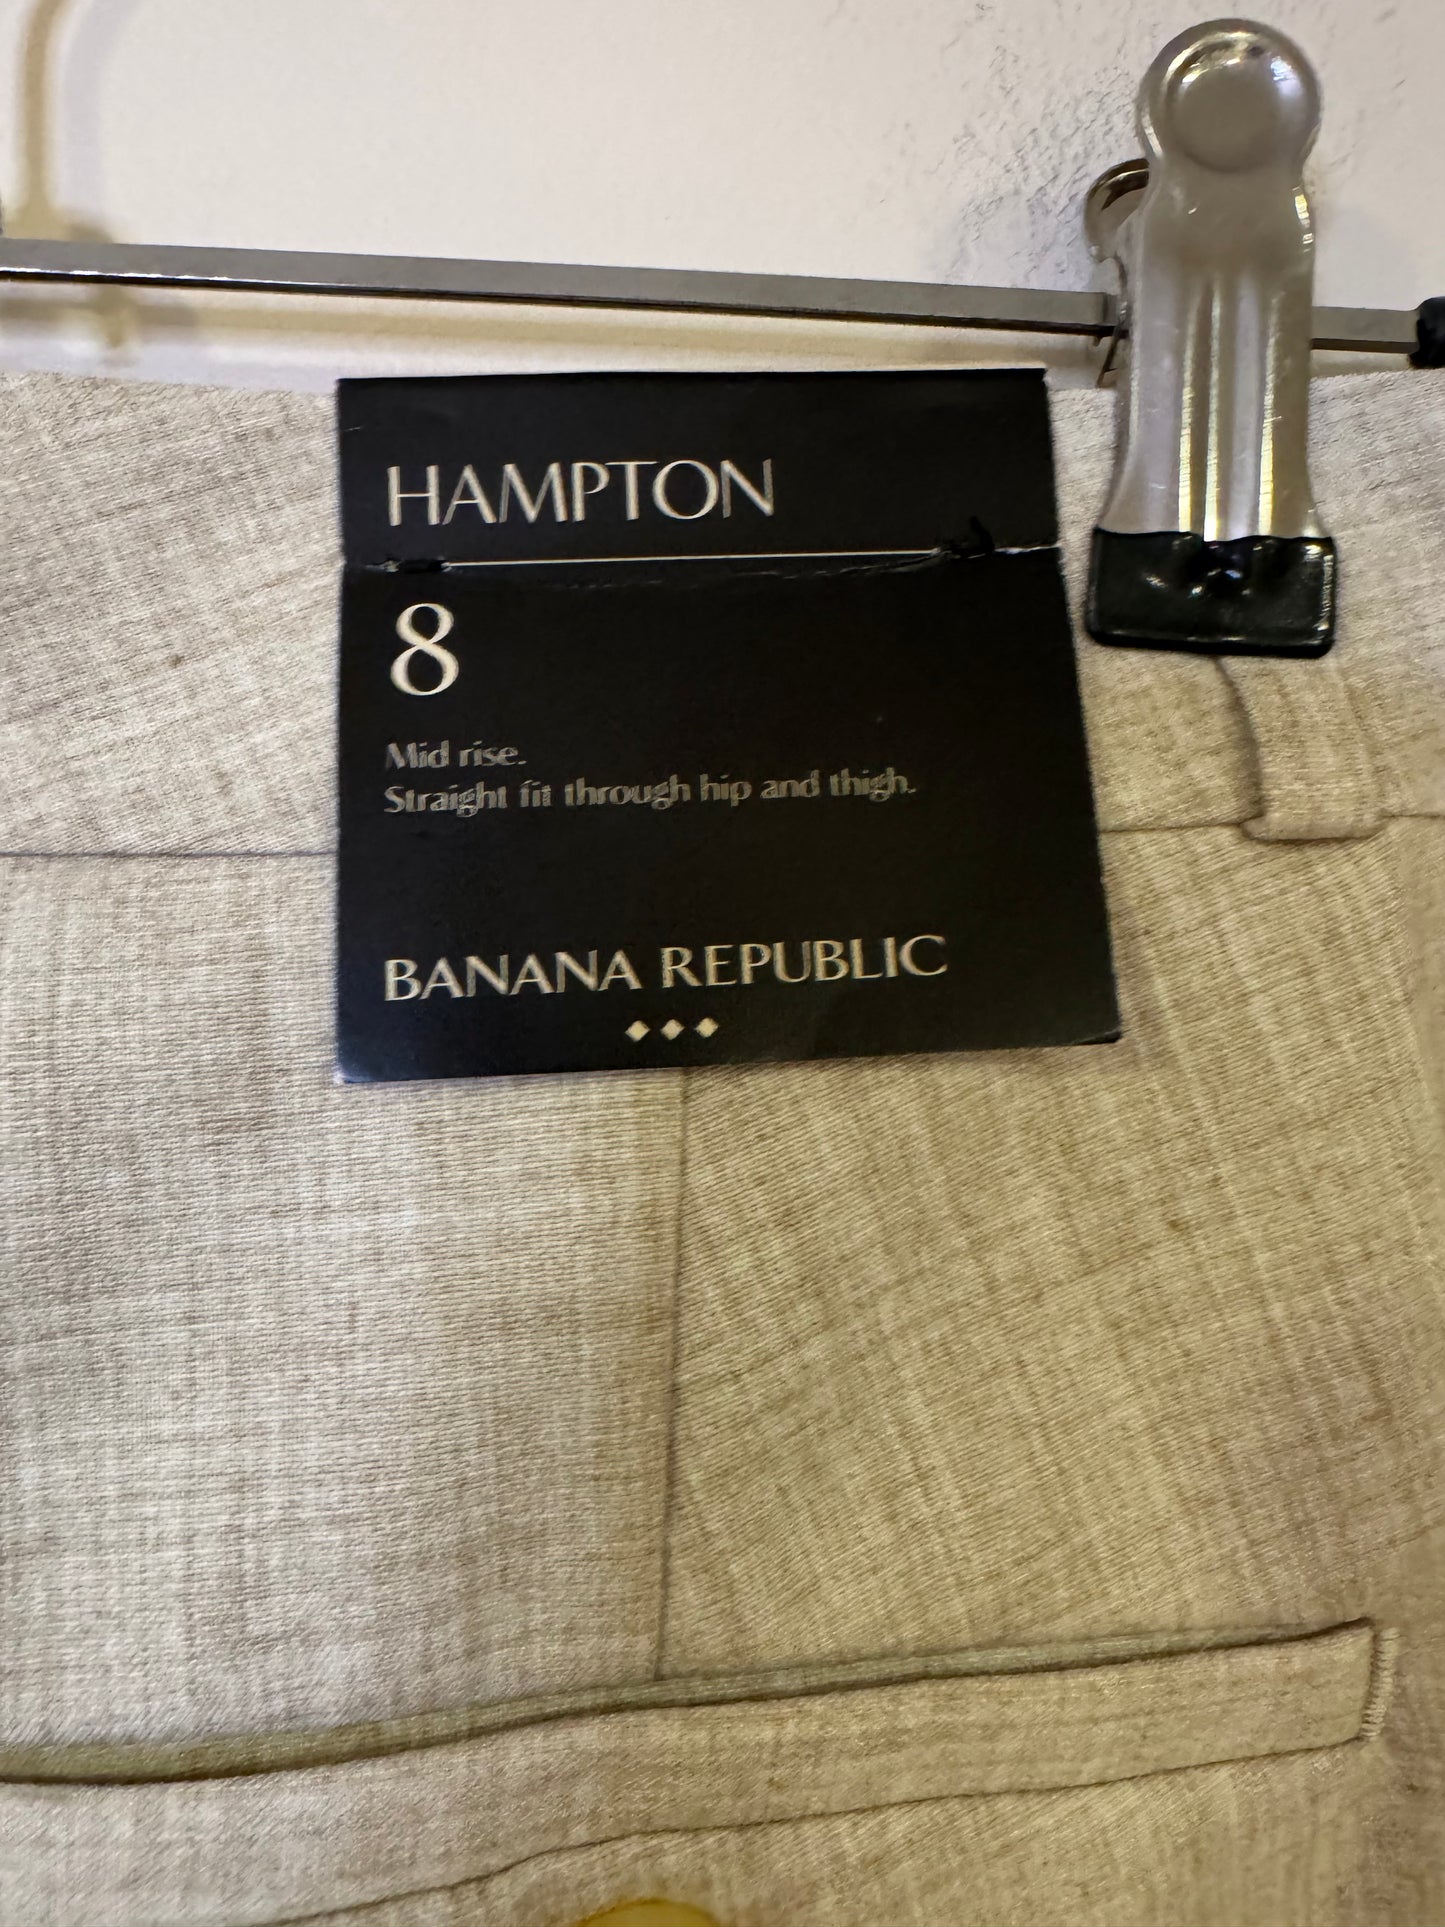 HAMPTON
8
Mid rise.
Straight fit through hip and thigh.
BANANA REPUBLIC